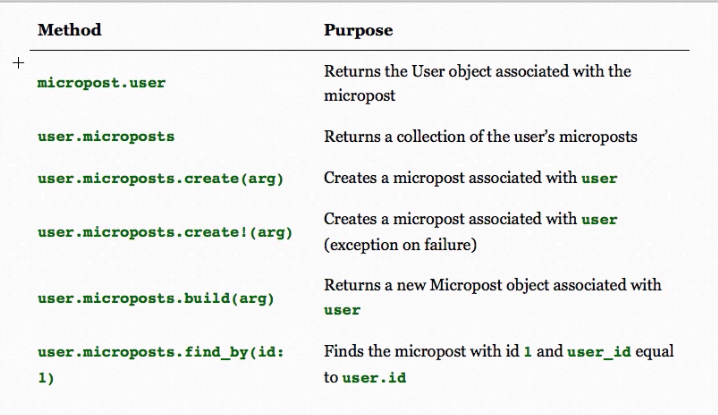 Method Purpose
micropost.user Returns the User object associated with the
micropost
user.microposts Returns a collection of the user's microposts
user.microposts.create(arg) Creates a micropost associated with user
user.microposts.create!(arg) Creates a micropost associated with user
(exception on failure)
user.microposts.build(arg) Returns a new Micropost object associated with
user
user.microposts.find_by(id: Finds the micropost with id 1 and user_id equal
1) to user.id